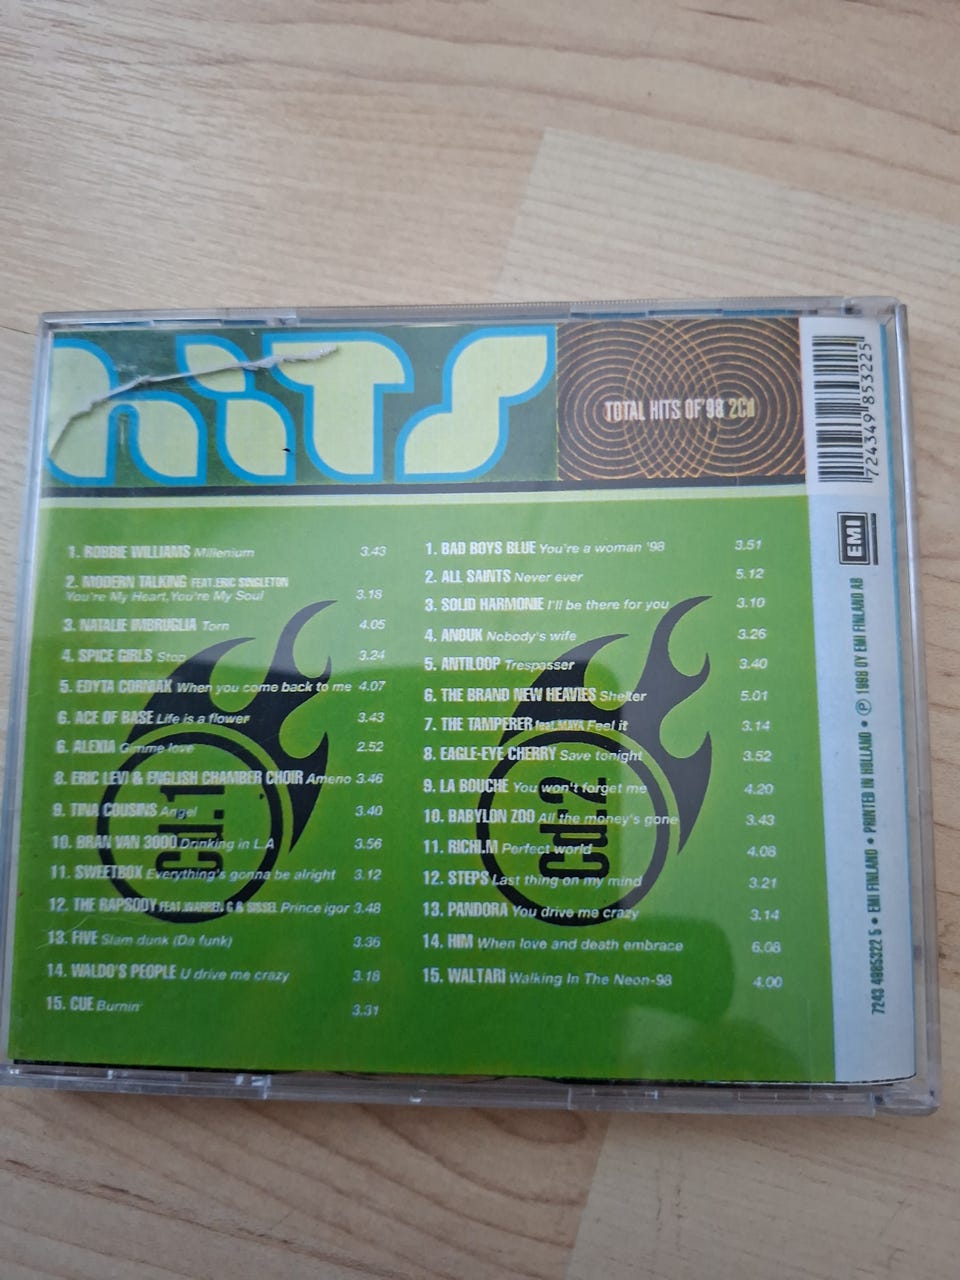 hits
TOTAL HITS OF'98 2Cd
1. ROBBIE WILLIAMS Millenium 3.43
2. MODERN TALKING FEAT.ERIC SINGLETON
You're My Heart,You're My Soul 3.18
3. NATALIE IMBRUGLIA Torn 4.05
4. SPICE GIRLS Stop 3.24
5. EDYTA CORNIAK When you come back to me 4.07
6. ACE OF BASE Life is a flower 3.43
6. ALEXIA Gimme love 2.52
8. ERIC LEVI & ENGLISH CHAMBER CHOIR Ameno 3.46
9. TINA COUSINS Angel 3.40
10. BRAN VAN 3000 Drinking in L.A 3.56
11. SWEETBOX Everything's gonna be alright 3.12
12. THE RAPSODY FEAT.WARREN G & SISSEL Prince igor 3.48
13. FIVE Slam dunk (Da funk) 3.36
14. WALDO'S PEOPLE U drive me crazy 3.18
15. CUE Burnin' 3.31
Cd.1
1. BAD BOYS BLUE You're a woman '98 3.51
2. ALL SAINTS Never ever 5.12
3. SOLID HARMONIE I'll be there for you 3.10
4. ANOUK Nobody's wife 3.26
5. ANTILOOP Trespasser 3.40
6. THE BRAND NEW HEAVIES Shelter 5.01
7. THE TAMPERER feat.MAYA Feel it 3.14
8. EAGLE-EYE CHERRY Save tonight 3.52
9. LA BOUCHE You won't forget me 4.20
10. BABYLON ZOO All the money's gone 3.43
11. RICHI.M Perfect world 4.08
12. STEPS Last thing on my mind 3.21
13. PANDORA You drive me crazy 3.14
14. HIM When love and death embrace 6.08
15. WALTARI Walking In The Neon-98 4.00
Cd 2
7 24349 853225
EMI
7243 4985322 5 • EMI FINLAND • PRINTED IN HOLLAND • ℗ 1998 OY EMI FINLAND AB